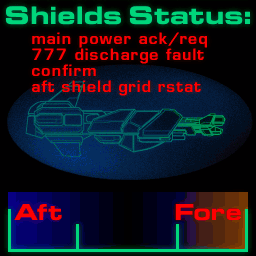 Shields Status:
main power ack/req
777 discharge fault
confirm
aft shield grid rstat
Aft Fore